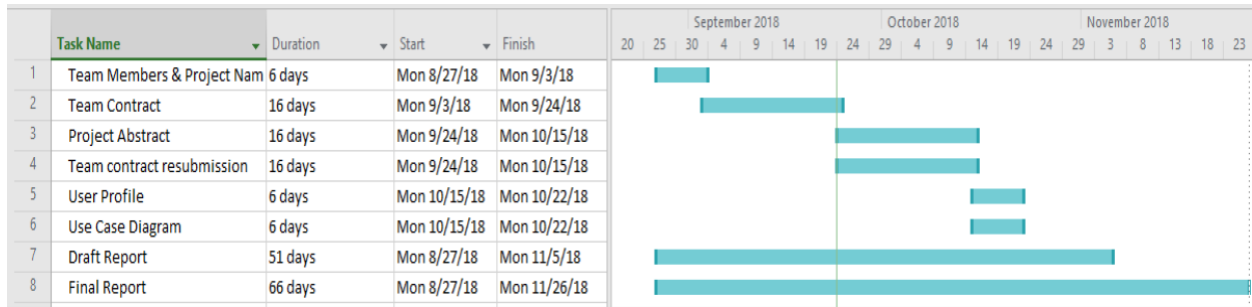 September 2018 October 2018 November 2018
Task Name Duration Start Finish 20 25 30 4 9 14 19 24 29 4 9 14 19 24 29 3 8 13 18 23
1 Team Members & Project Nam 6 days Mon 8/27/18 Mon 9/3/18
2 Team Contract 16 days Mon 9/3/18 Mon 9/24/18
3 Project Abstract 16 days Mon 9/24/18 Mon 10/15/18
4 Team contract resubmission 16 days Mon 9/24/18 Mon 10/15/18
5 User Profile 6 days Mon 10/15/18 Mon 10/22/18
6 Use Case Diagram 6 days Mon 10/15/18 Mon 10/22/18
7 Draft Report 51 days Mon 8/27/18 Mon 11/5/18
8 Final Report 66 days Mon 8/27/18 Mon 11/26/18